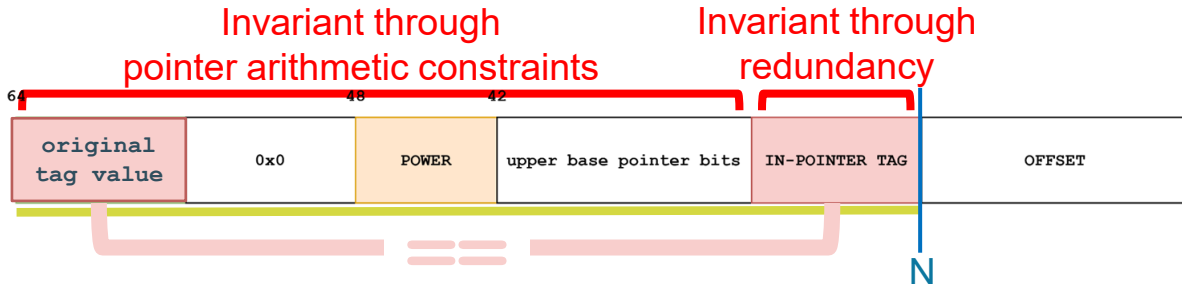 Invariant through
pointer arithmetic constraints
Invariant through
redundancy
64 48 42
original
tag value
0x0
POWER
upper base pointer bits
IN-POINTER TAG
OFFSET
==
N